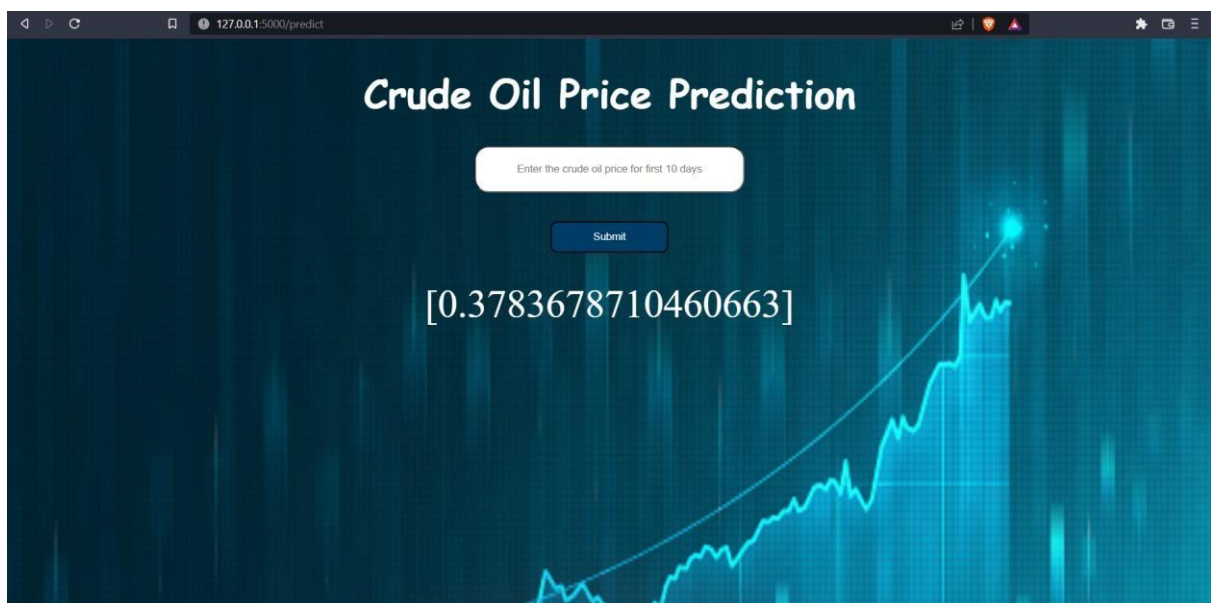 127.0.0.1:5000/predict
Crude Oil Price Prediction
Enter the crude oil price for first 10 days
Submit
[0.3783678710460663]